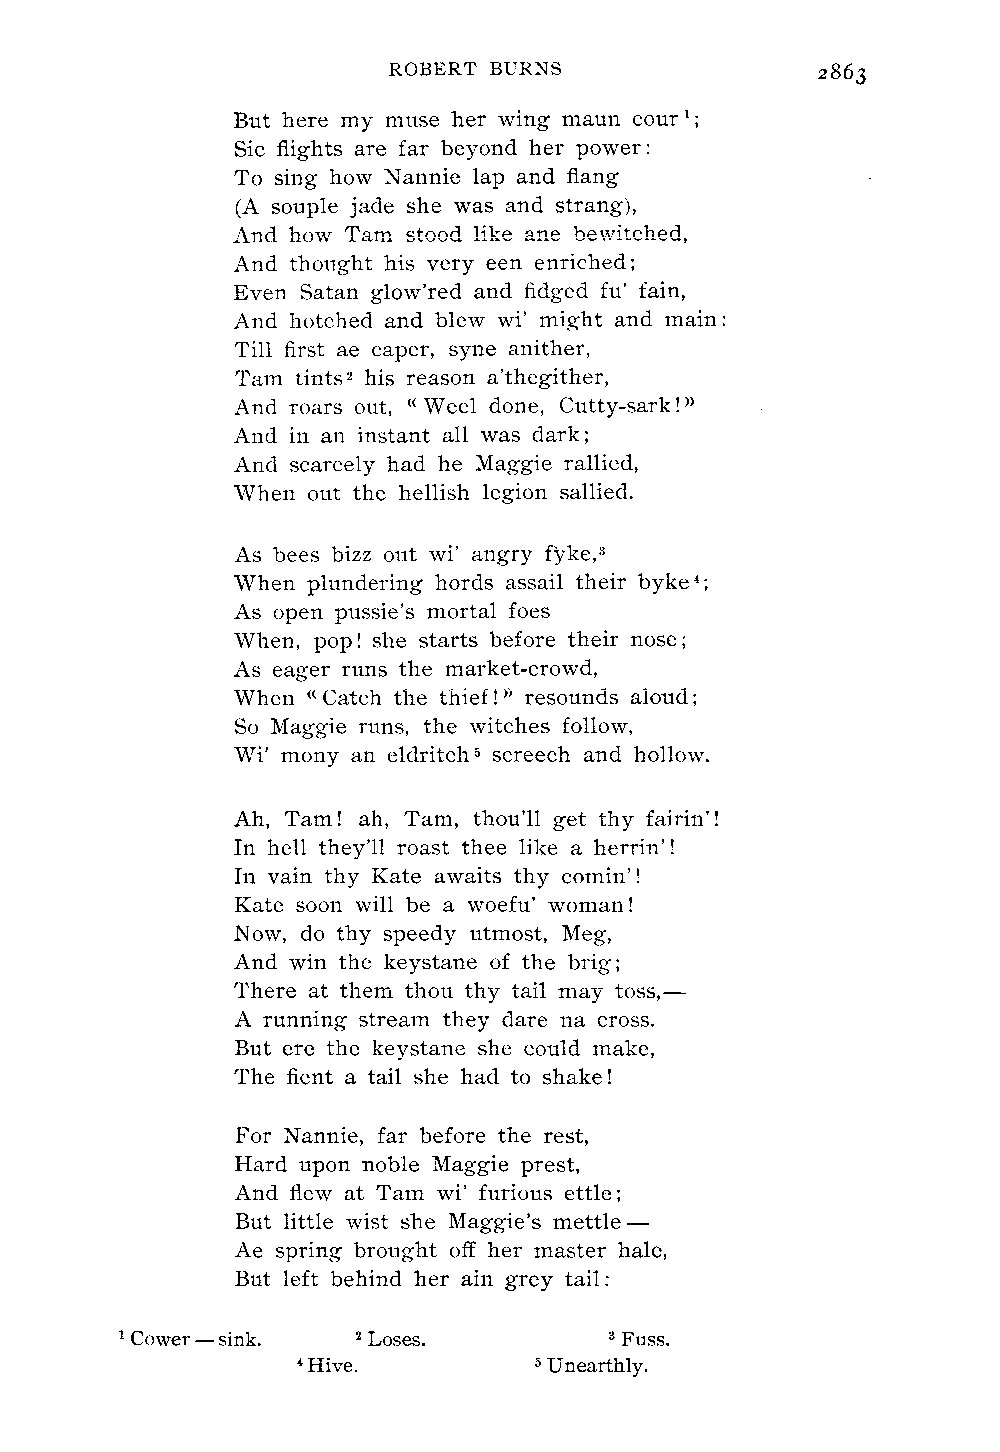 ROBERT BURNS 2863
But here my muse her wing maun cour¹;
Sic flights are far beyond her power:
To sing how Nannie lap and flang
(A souple jade she was and strang),
And how Tam stood like ane bewitched,
And thought his very een enriched;
Even Satan glow'red and fidged fu' fain,
And hotched and blew wi' might and main:
Till first ae caper, syne anither,
Tam tints² his reason a'thegither,
And roars out, "Weel done, Cutty-sark!"
And in an instant all was dark;
And scarcely had he Maggie rallied,
When out the hellish legion sallied.
As bees bizz out wi' angry fyke,³
When plundering hords assail their byke⁴;
As open pussie's mortal foes
When, pop! she starts before their nose;
As eager runs the market-crowd,
When "Catch the thief!" resounds aloud;
So Maggie runs, the witches follow,
Wi' mony an eldritch⁵ screech and hollow.
Ah, Tam! ah, Tam, thou'll get thy fairin'!
In hell they'll roast thee like a herrin'!
In vain thy Kate awaits thy comin'!
Kate soon will be a woefu' woman!
Now, do thy speedy utmost, Meg,
And win the keystane of the brig;
There at them thou thy tail may toss,—
A running stream they dare na cross.
But ere the keystane she could make,
The fient a tail she had to shake!
For Nannie, far before the rest,
Hard upon noble Maggie prest,
And flew at Tam wi' furious ettle;
But little wist she Maggie's mettle—
Ae spring brought off her master hale,
But left behind her ain grey tail:
¹ Cower—sink. ² Loses. ³ Fuss.
⁴ Hive. ⁵ Unearthly.